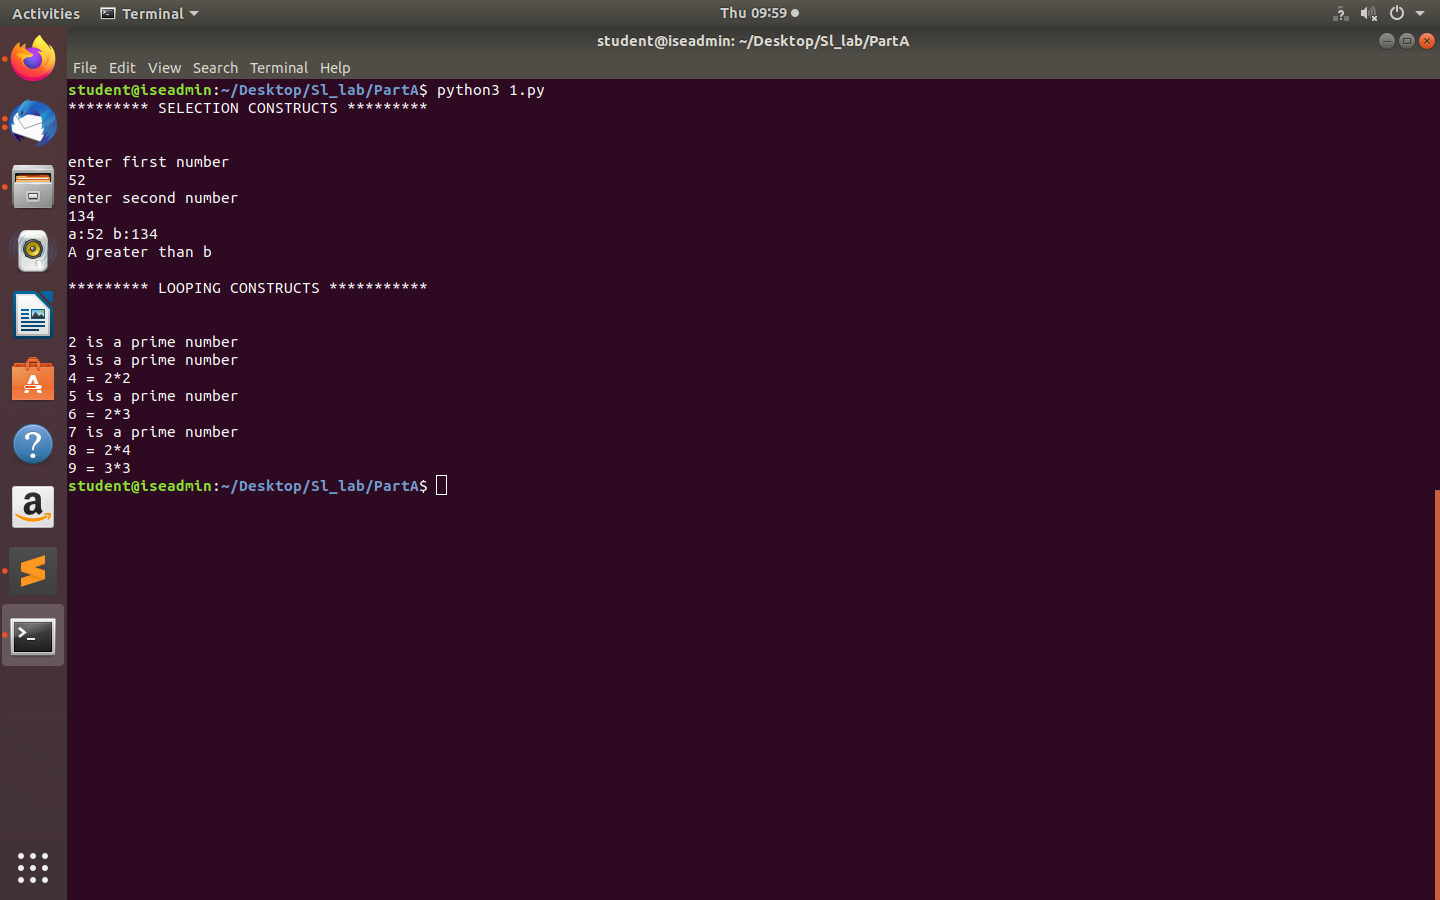 Activities Terminal Thu 09:59
student@iseadmin: ~/Desktop/Sl_lab/PartA
File Edit View Search Terminal Help
student@iseadmin:~/Desktop/Sl_lab/PartA$ python3 1.py
********* SELECTION CONSTRUCTS *********
enter first number
52
enter second number
134
a:52 b:134
A greater than b
********* LOOPING CONSTRUCTS ***********
2 is a prime number
3 is a prime number
4 = 2*2
5 is a prime number
6 = 2*3
7 is a prime number
8 = 2*4
9 = 3*3
student@iseadmin:~/Desktop/Sl_lab/PartA$